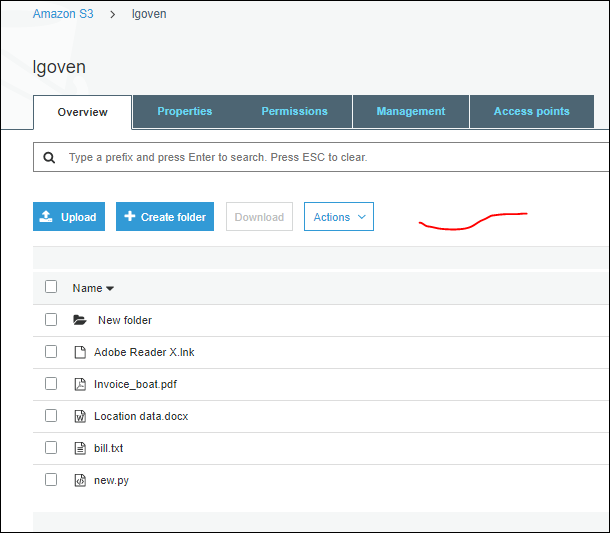 Amazon S3 > lgoven
lgoven
Overview Properties Permissions Management Access points
Type a prefix and press Enter to search. Press ESC to clear.
Upload + Create folder Download Actions
Name
New folder
Adobe Reader X.lnk
Invoice_boat.pdf
Location data.docx
bill.txt
new.py